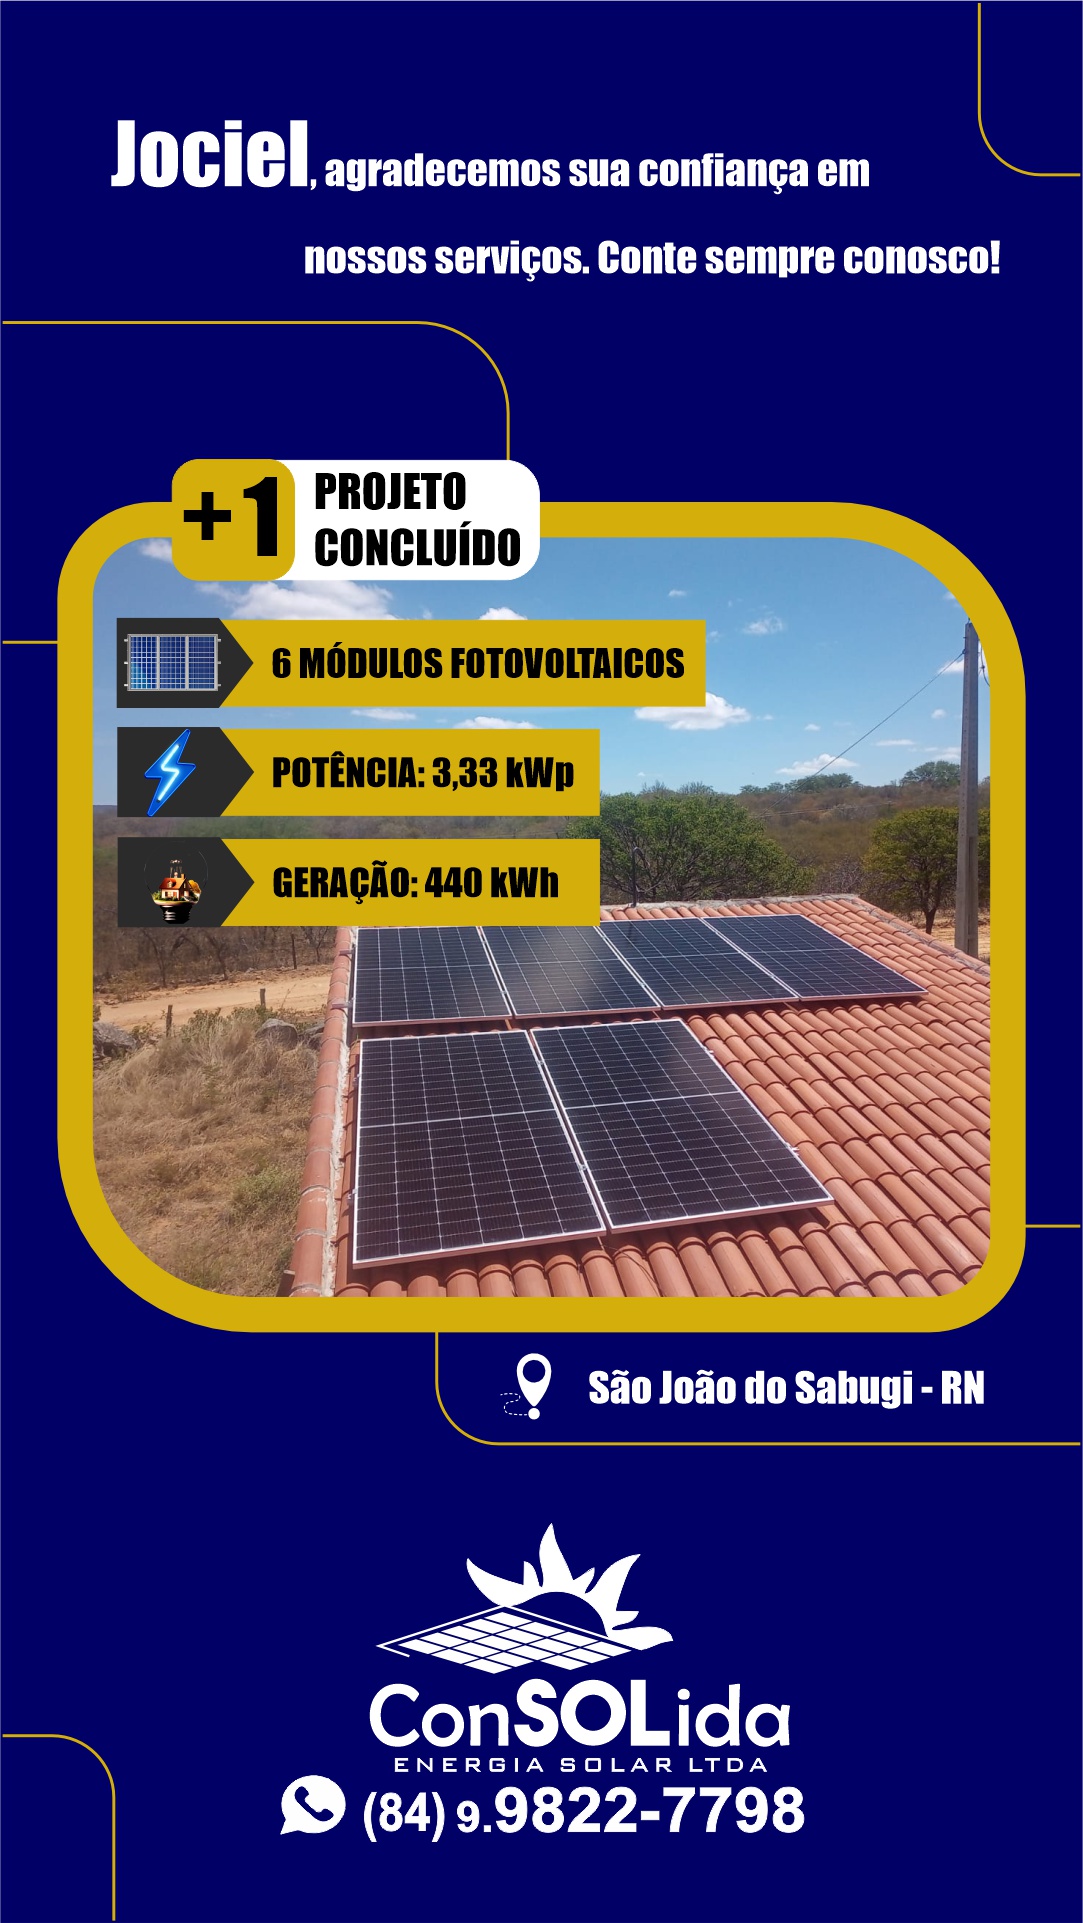 Jociel, agradecemos sua confiança em
nossos serviços. Conte sempre conosco!
+1
PROJETO
CONCLUÍDO
6 MÓDULOS FOTOVOLTAICOS
POTÊNCIA: 3,33 kWp
GERAÇÃO: 440 kWh
São João do Sabugi - RN
ConSOLida
ENERGIA SOLAR LTDA
(84) 9.9822-7798